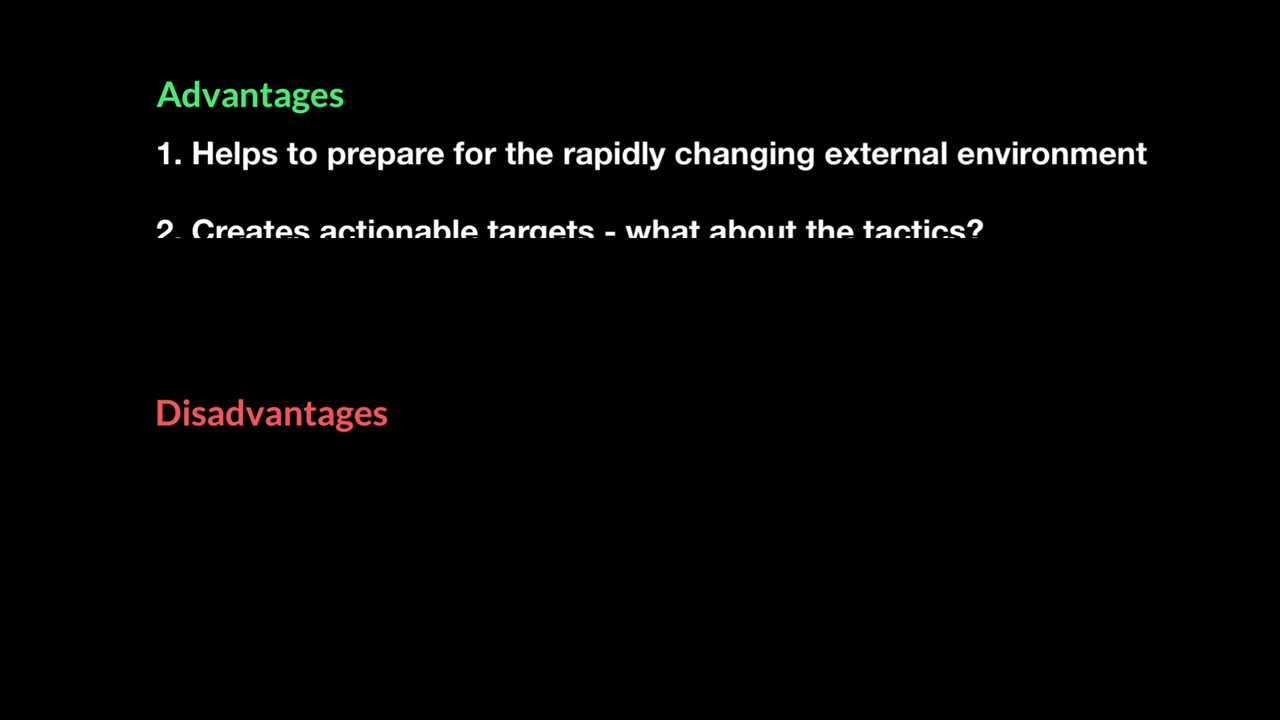 Advantages
1. Helps to prepare for the rapidly changing external environment
2. Creates actionable targets - what about the tactics?
Disadvantages